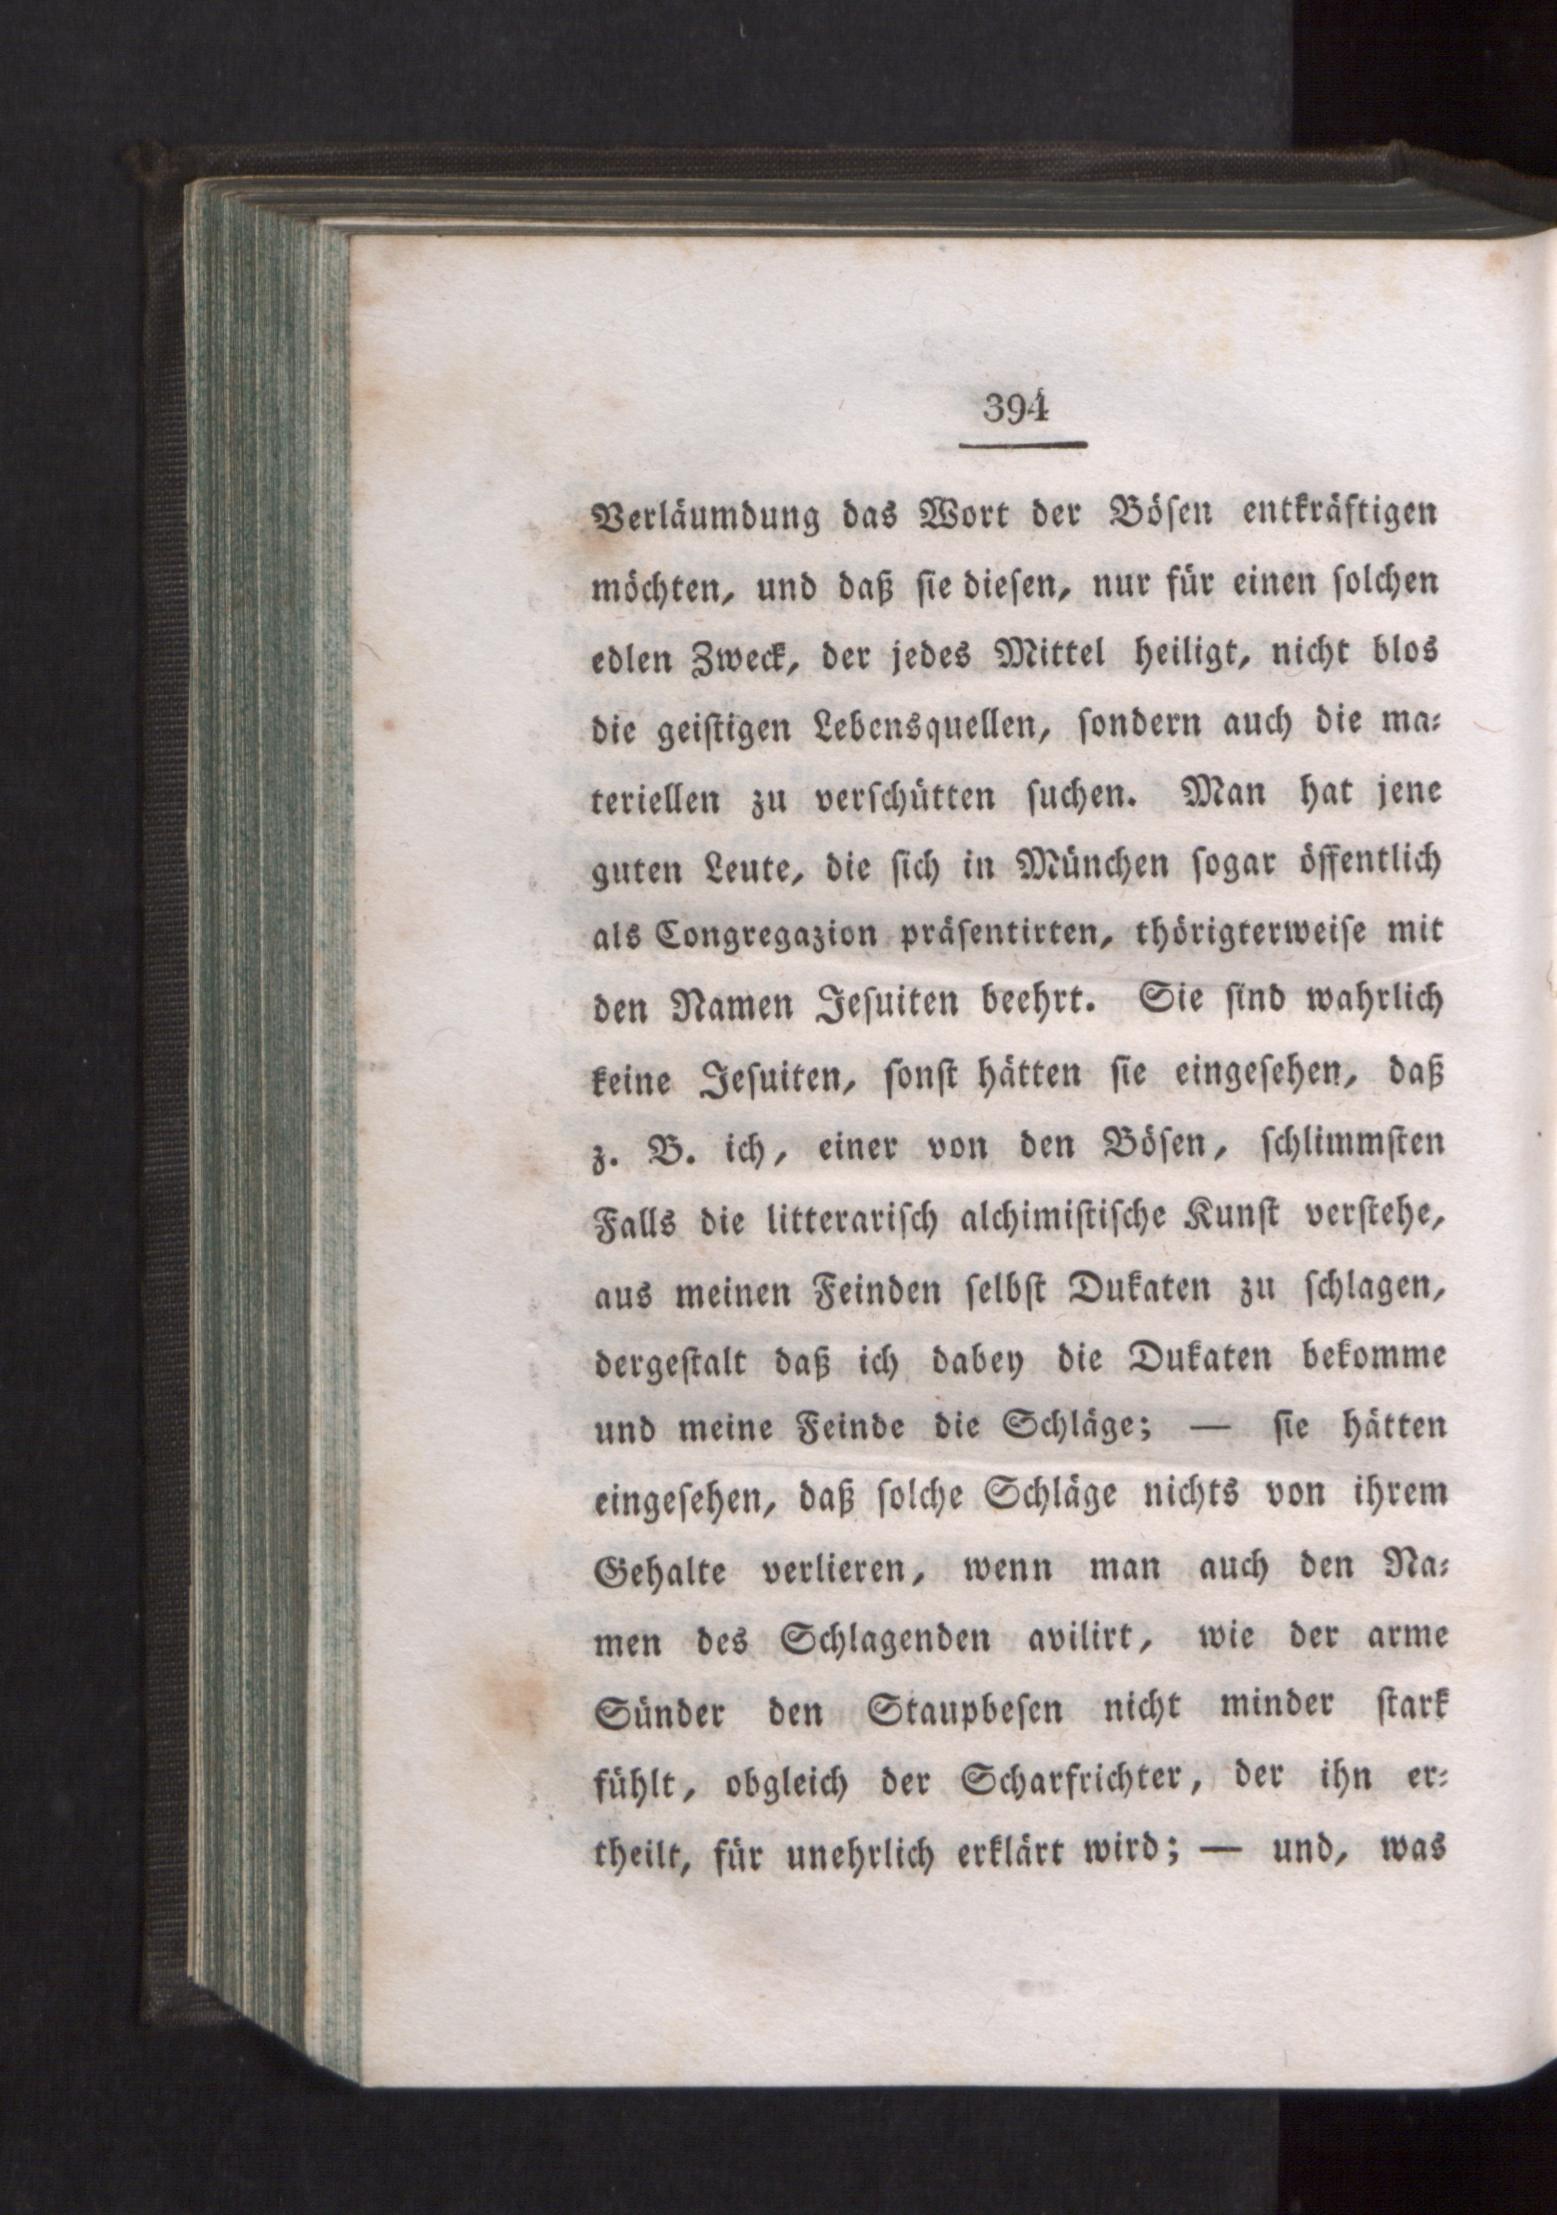 394
Verläumdung das Wort der Böſen entkräftigen
möchten, und daß ſie dieſen, nur für einen ſolchen
edlen Zweck, der jedes Mittel heiligt, nicht blos
die geiſtigen Lebensquellen, ſondern auch die ma⸗
teriellen zu verſchütten ſuchen. Man hat jene
guten Leute, die ſich in München ſogar öffentlich
als Congregazion präſentirten, thörigterweiſe mit
den Namen Jeſuiten beehrt. Sie ſind wahrlich
keine Jeſuiten, ſonſt hätten ſie eingeſehen, daß
z. B. ich, einer von den Böſen, ſchlimmſten
Falls die litterariſch alchimiſtiſche Kunſt verſtehe,
aus meinen Feinden ſelbſt Dukaten zu ſchlagen,
dergeſtalt daß ich dabey die Dukaten bekomme
und meine Feinde die Schläge; — ſie hätten
eingeſehen, daß ſolche Schläge nichts von ihrem
Gehalte verlieren, wenn man auch den Na⸗
men des Schlagenden avilirt, wie der arme
Sünder den Staupbeſen nicht minder ſtark
fühlt, obgleich der Scharfrichter, der ihn er⸗
theilt, für unehrlich erklärt wird; — und, was